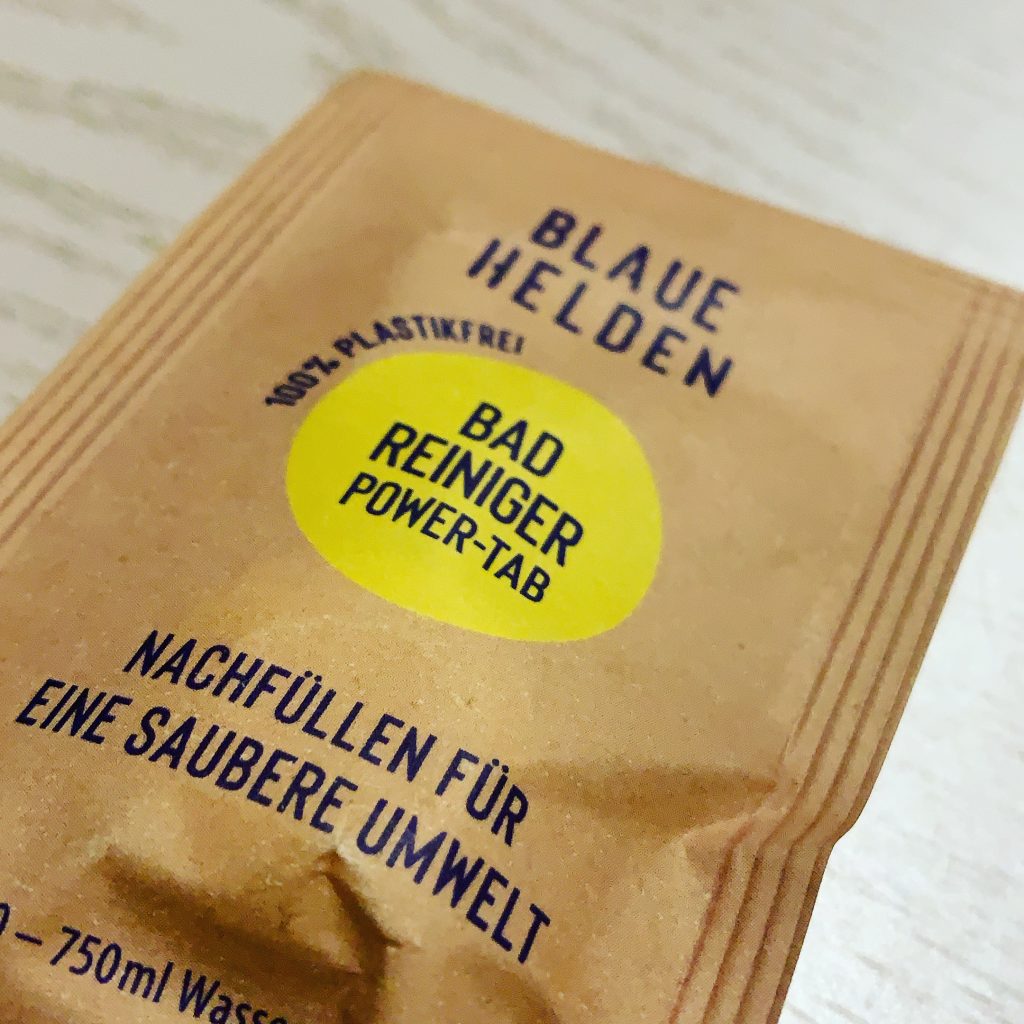 BLAUE
HELDEN
100% PLASTIKFREI
BAD
REINIGER
POWER-TAB
NACHFÜLLEN FÜR
EINE SAUBERE UMWELT
– 750ml